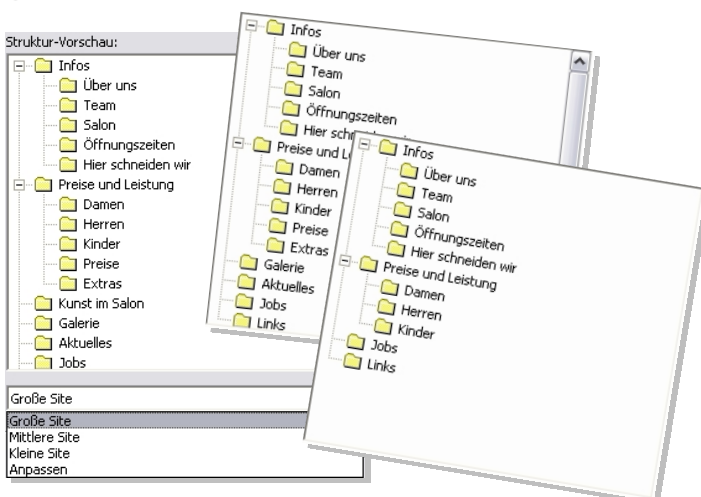 Struktur-Vorschau:
Infos
Über uns
Team
Salon
Öffnungszeiten
Hier schneiden wir
Preise und Leistung
Damen
Herren
Kinder
Preise
Extras
Kunst im Salon
Galerie
Aktuelles
Jobs
Große Site
Große Site
Mittlere Site
Kleine Site
Anpassen
Infos
Über uns
Team
Salon
Öffnungszeiten
Hier
Preise und
Damen
Herren
Kinder
Preise
Extras
Galerie
Aktuelles
Jobs
Links
Infos
Über uns
Team
Salon
Öffnungszeiten
Hier schneiden wir
Preise und Leistung
Damen
Herren
Kinder
Jobs
Links